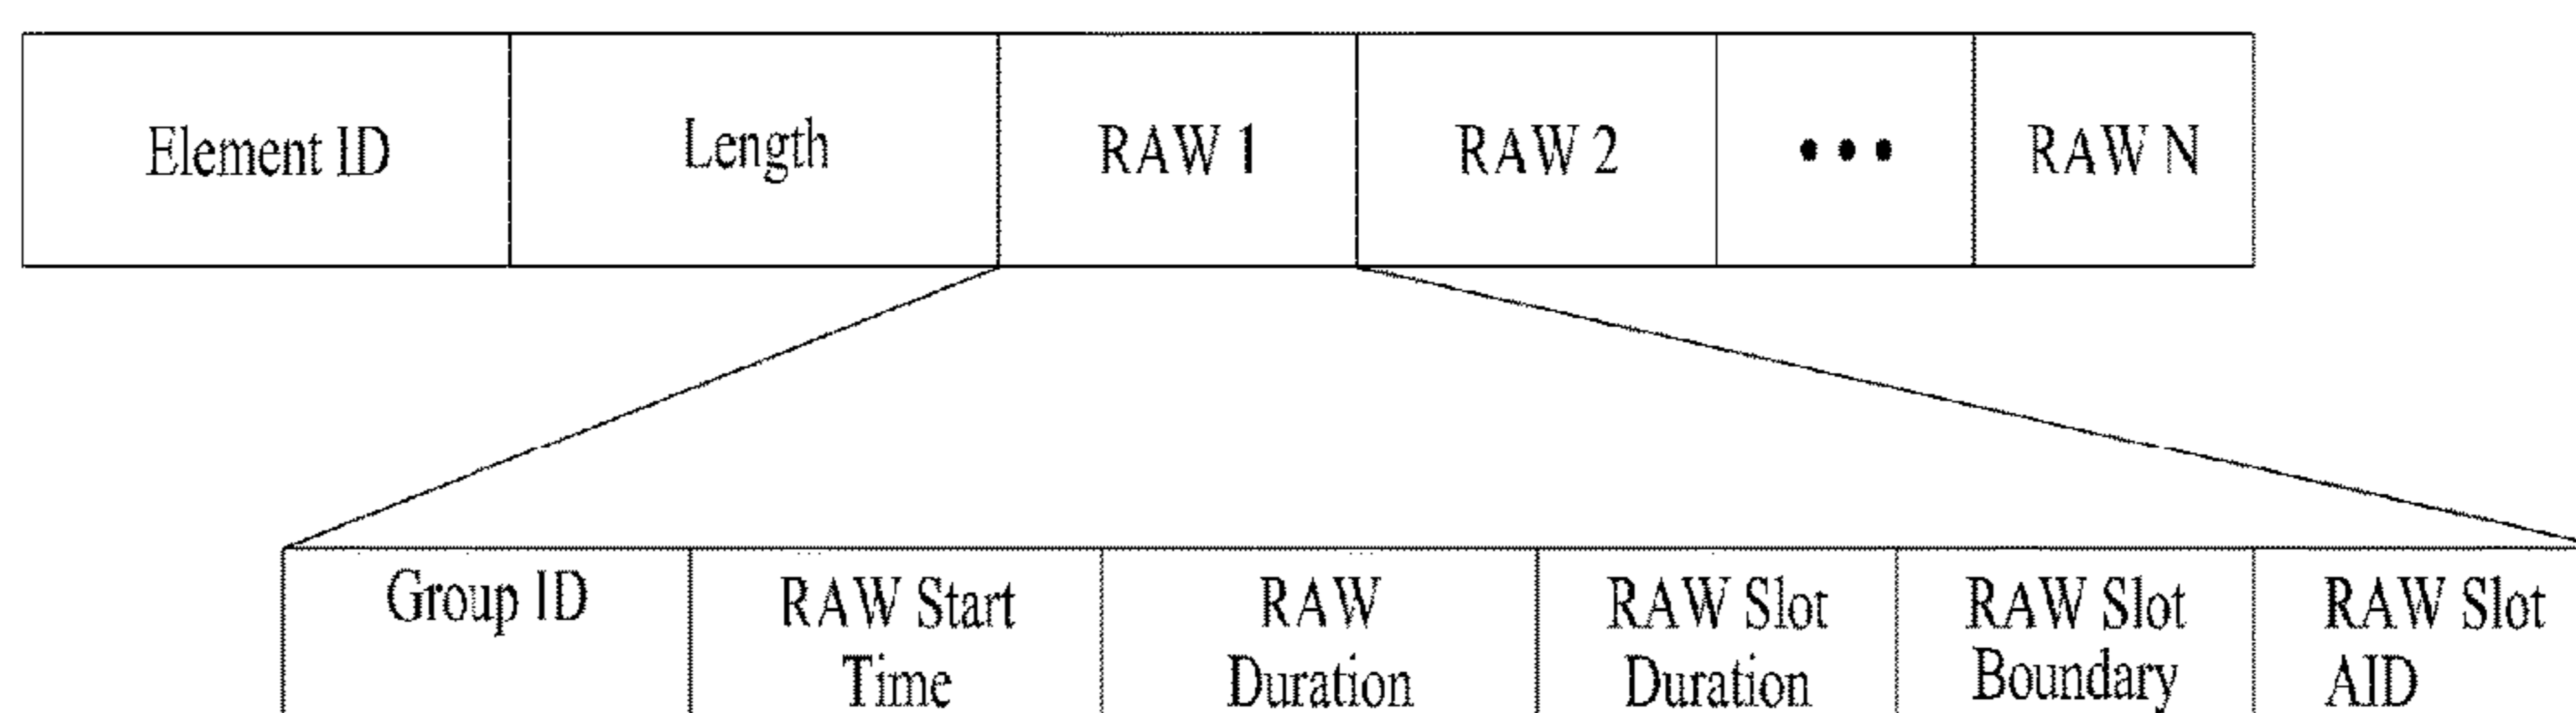 Element ID Length RAW 1 RAW 2 ••• RAW N
Group ID RAW Start RAW RAW Slot RAW Slot RAW Slot
Time Duration Duration Boundary AID